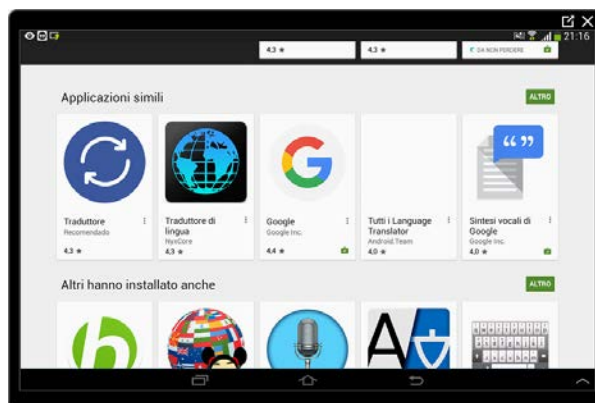 21:16
4,3 ★
4,3 ★
DA NON PERDERE
Applicazioni simili
ALTRO
Traduttore
Recomendado
4,3 ★
Traduttore di
lingua
NyxCore
4,3 ★
Google
Google Inc.
4,4 ★
Tutti i Language
Translator
Android.Team
4,0 ★
Sintesi vocali di
Google
Google Inc.
4,0 ★
Altri hanno installato anche
ALTRO